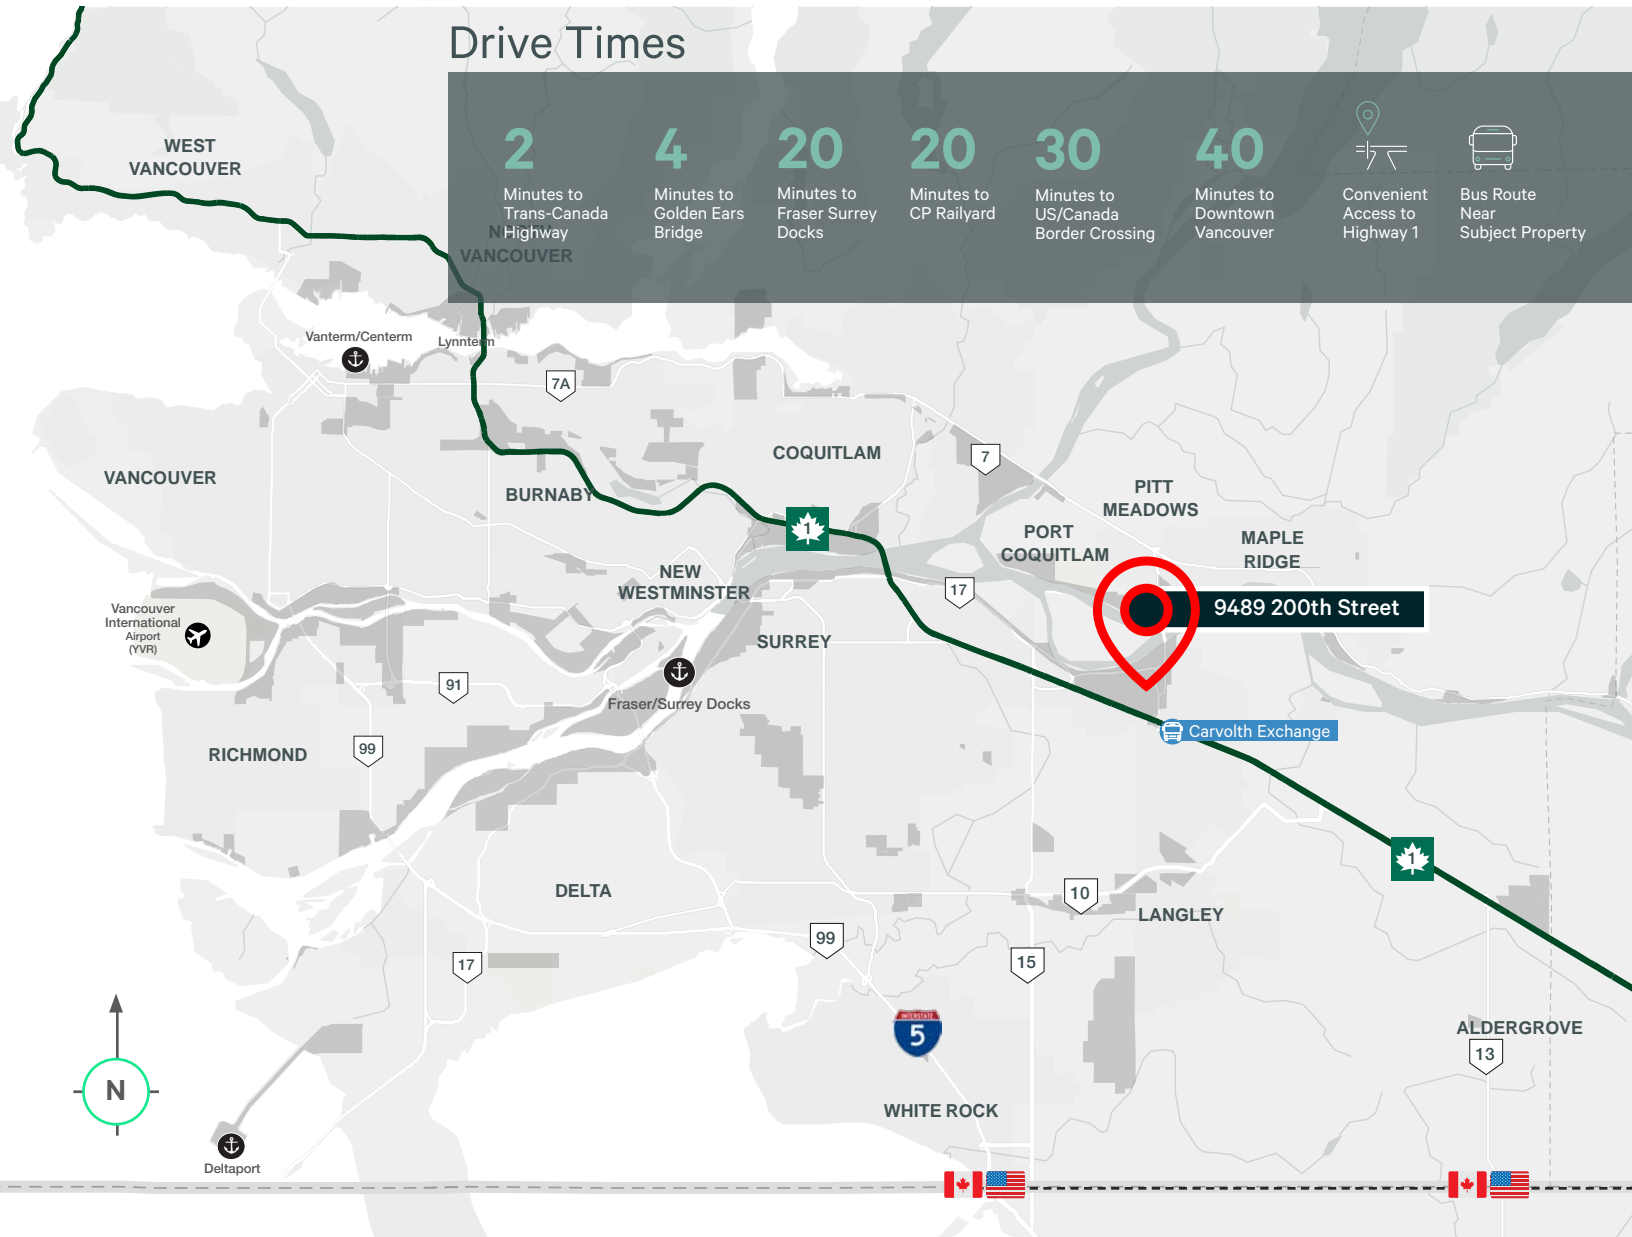 Drive Times
2
Minutes to
Trans-Canada
Highway
4
Minutes to
Golden Ears
Bridge
20
Minutes to
Fraser Surrey
Docks
20
Minutes to
CP Railyard
30
Minutes to
US/Canada
Border Crossing
40
Minutes to
Downtown
Vancouver
Convenient
Access to
Highway 1
Bus Route
Near
Subject Property
WEST
VANCOUVER
NORTH
VANCOUVER
Vanterm/Centerm
Lynnterm
7A
COQUITLAM
7
VANCOUVER
BURNABY
1
PITT
MEADOWS
PORT
COQUITLAM
MAPLE
RIDGE
NEW
WESTMINSTER
17
9489 200th Street
Vancouver
International
Airport
(YVR)
SURREY
91
Fraser/Surrey Docks
Carvolth Exchange
RICHMOND
99
1
DELTA
10
LANGLEY
99
17
15
INTERSTATE
5
ALDERGROVE
13
N
WHITE ROCK
Deltaport